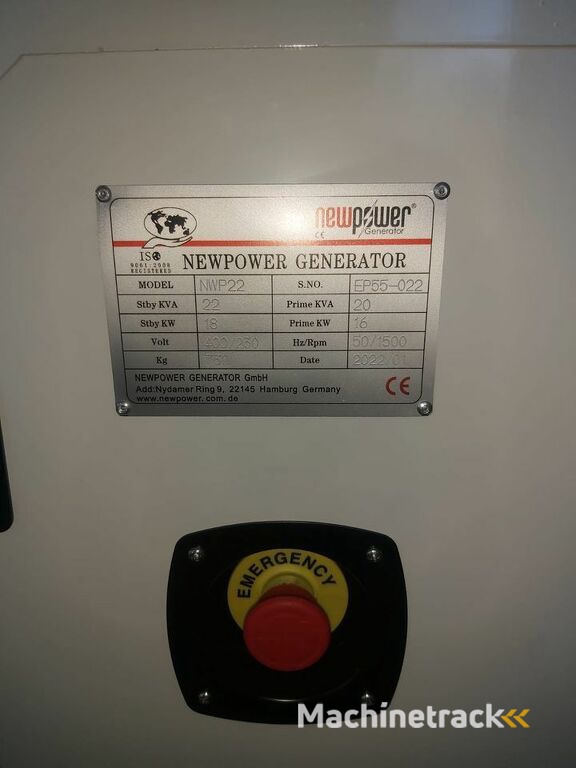 newpower®
CE Generator
ISO
9001:2008
REGISTERED
NEWPOWER GENERATOR
MODEL NWP22 S.NO. EP55-022
Stby KVA 22 Prime KVA 20
Stby KW 18 Prime KW 16
Volt 400/230 Hz/Rpm 50/1500
Kg Date 2022/01
NEWPOWER GENERATOR GmbH
Add:Nydamer Ring 9, 22145 Hamburg Germany
www.newpower.com.de
CE
EMERGENCY
Machinetrack